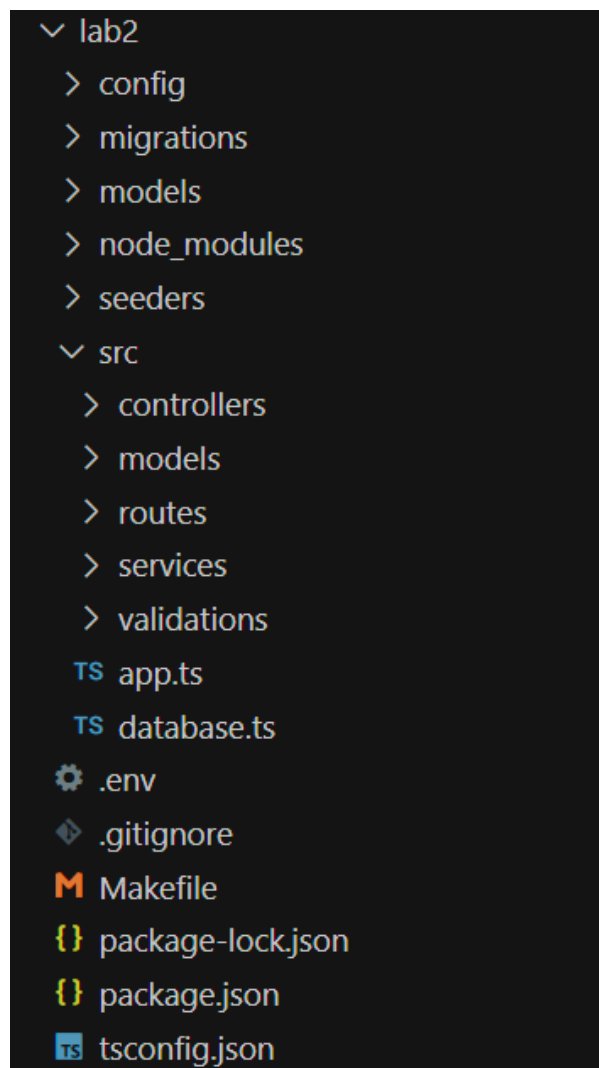 lab2
config
migrations
models
node_modules
seeders
src
controllers
models
routes
services
validations
TS app.ts
TS database.ts
.env
.gitignore
M Makefile
{} package-lock.json
{} package.json
TS tsconfig.json